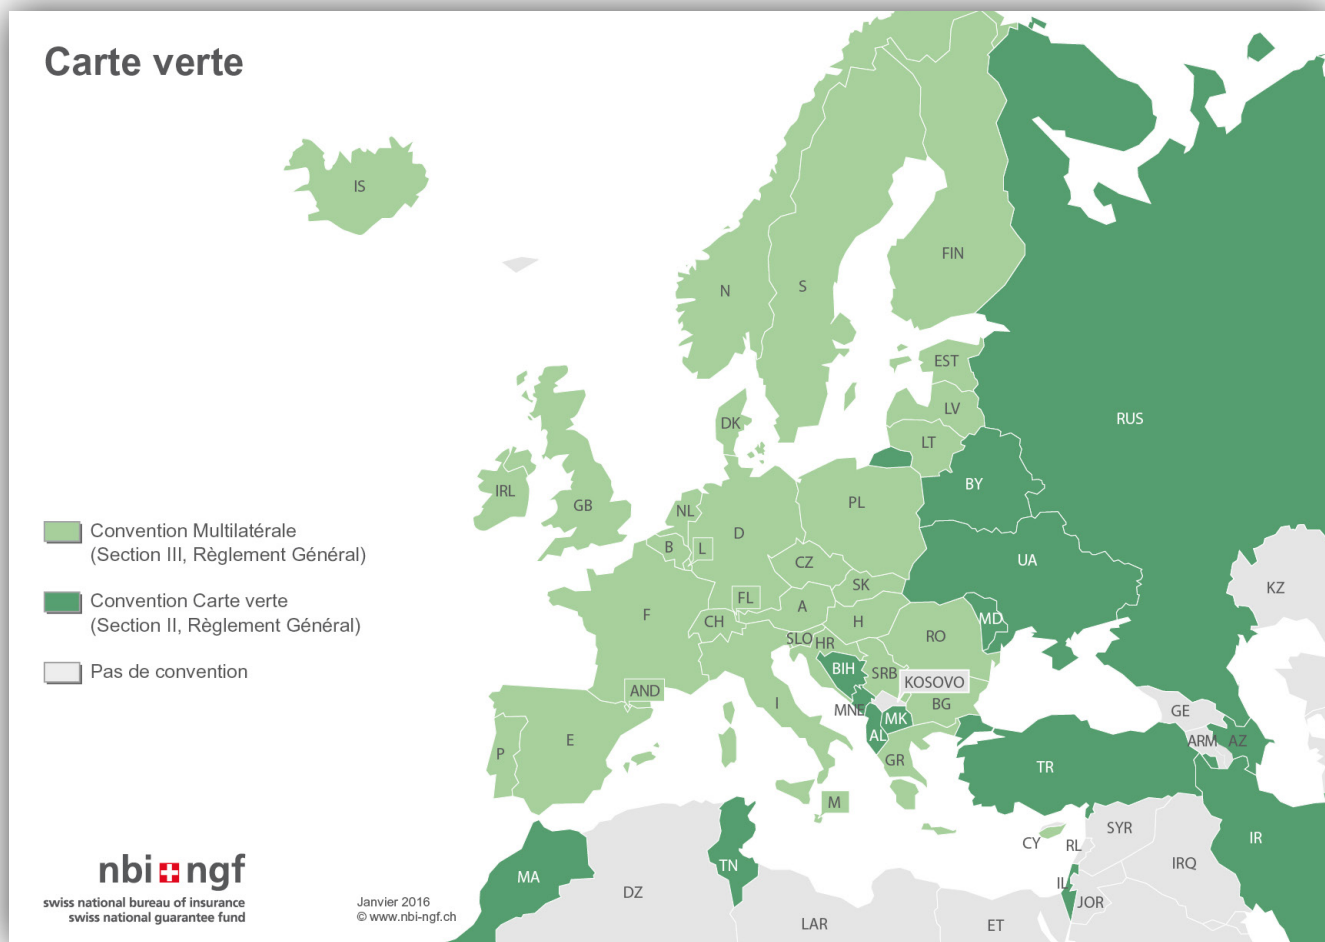 Carte verte
IS
FIN
N
S
EST
RUS
LV
DK
LT
BY
IRL
GB
NL
PL
D
B
L
UA
CZ
KZ
SK
FL
A
F
CH
H
MD
RO
SLO
HR
BIH
SRB
KOSOVO
AND
I
MNE
BG
GE
MK
AL
P
E
ARM
AZ
GR
TR
M
CY
RL
SYR
IR
IRQ
MA
TN
DZ
IL
JOR
LAR
ET
Convention Multilatérale
(Section III, Règlement Général)
Convention Carte verte
(Section II, Règlement Général)
Pas de convention
nbi ngf
swiss national bureau of insurance
swiss national guarantee fund
Janvier 2016
© www.nbi-ngf.ch